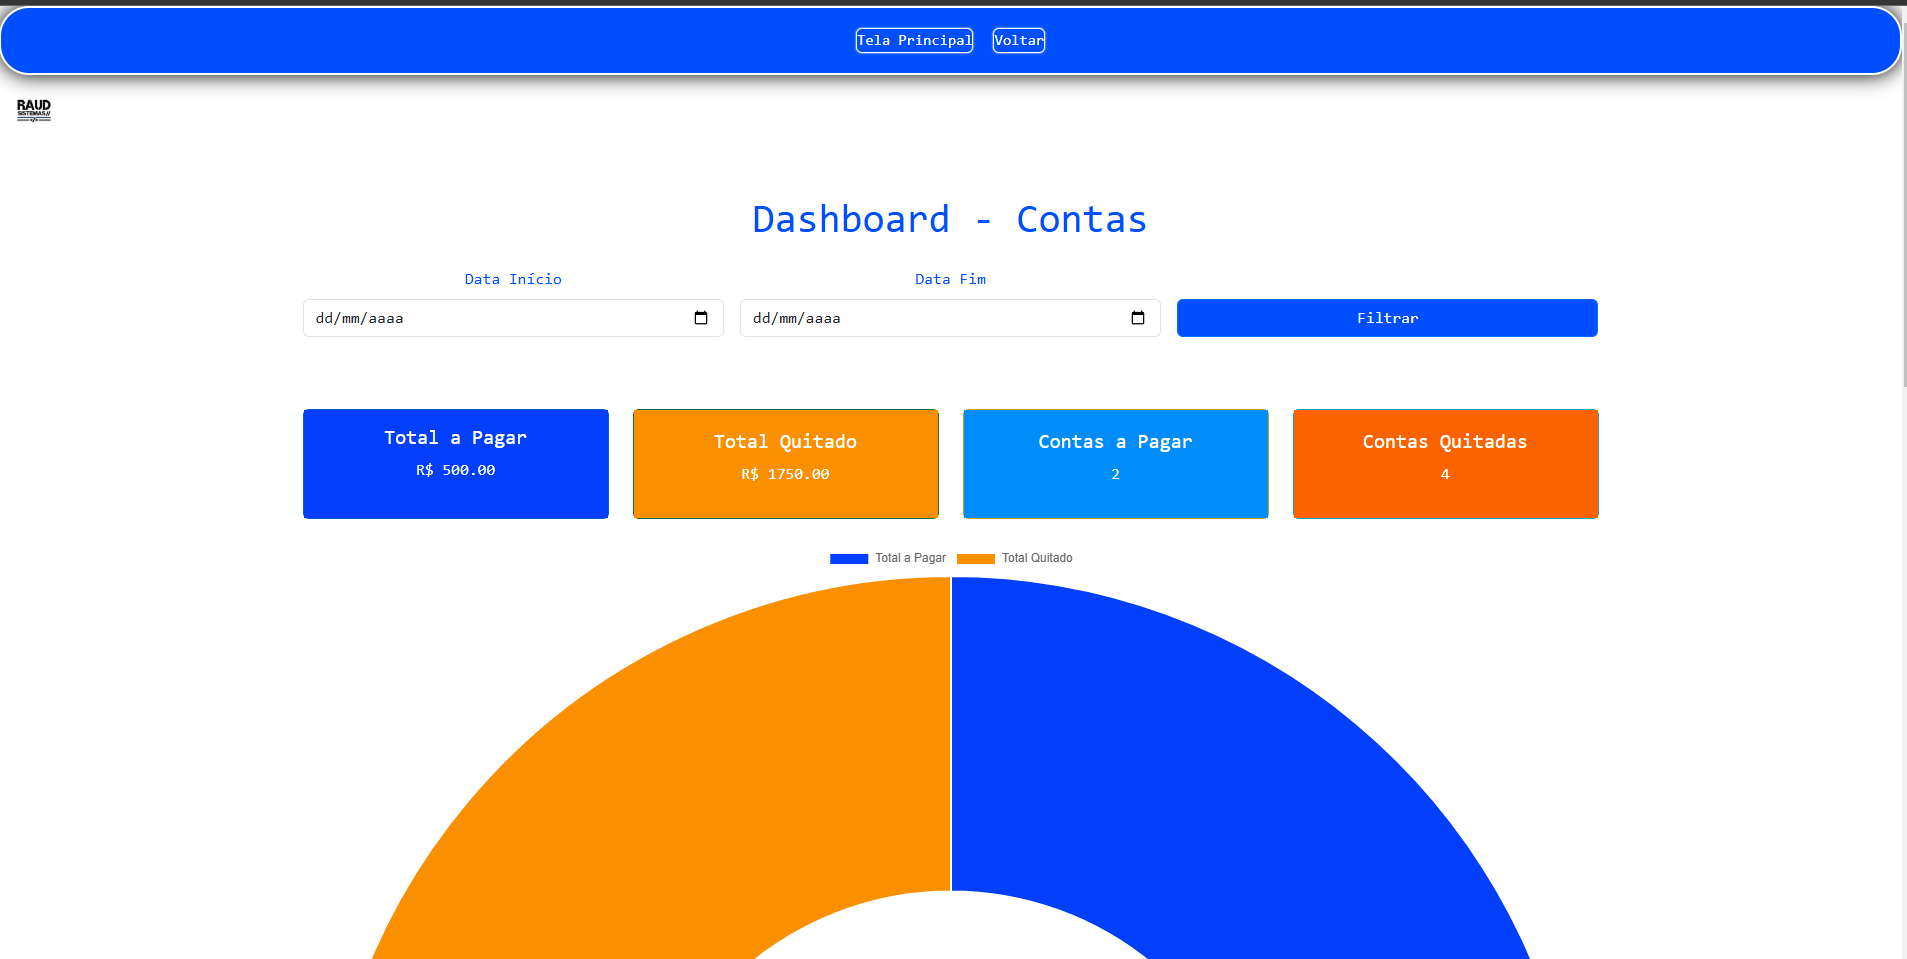 Tela Principal Voltar
RAUD
SISTEMAS//
</>
Dashboard - Contas
Data Início Data Fim
dd/mm/aaaa dd/mm/aaaa Filtrar
Total a Pagar Total Quitado Contas a Pagar Contas Quitadas
R$ 500.00 R$ 1750.00 2 4
Total a Pagar Total Quitado